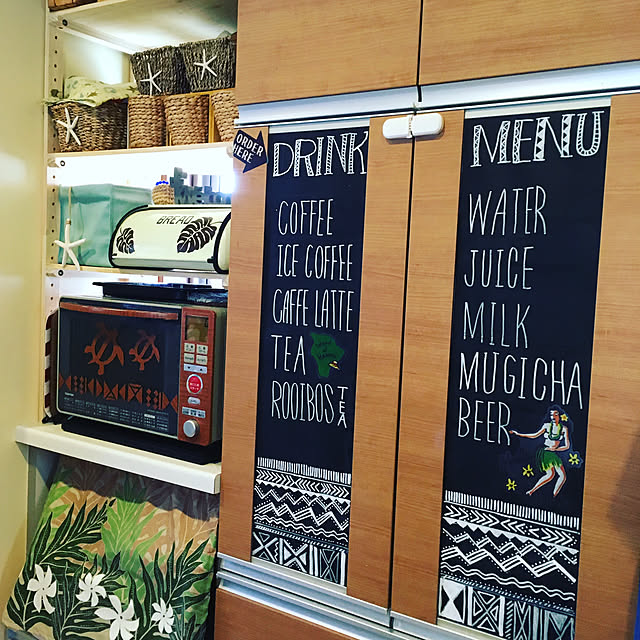 ORDER
HERE
DRINK
COFFEE
ICE COFFEE
CAFFE LATTE
TEA
ROOIBOS TEA
MENU
WATER
JUICE
MILK
MUGICHA
BEER
BREAD